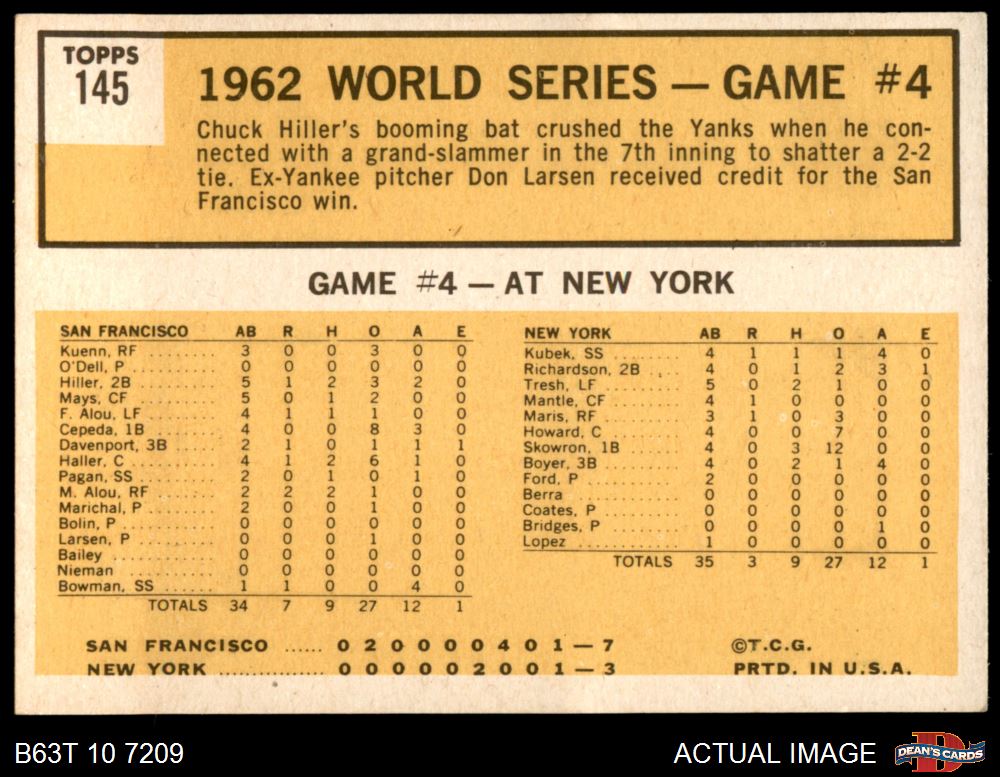 TOPPS
145
1962 WORLD SERIES — GAME #4
Chuck Hiller's booming bat crushed the Yanks when he con-
nected with a grand-slammer in the 7th inning to shatter a 2-2
tie. Ex-Yankee pitcher Don Larsen received credit for the San
Francisco win.
GAME #4 — AT NEW YORK
SAN FRANCISCO AB R H O A E
Kuenn, RF ........ 3 0 0 3 0 0
O'Dell, P ......... 0 0 0 0 0 0
Hiller, 2B ........ 5 1 2 3 2 0
Mays, CF ......... 5 0 1 2 0 0
F. Alou, LF ....... 4 1 1 1 0 0
Cepeda, 1B ....... 4 0 0 8 3 0
Davenport, 3B ..... 2 1 0 1 1 1
Haller, C ......... 4 1 2 6 1 0
Pagan, SS ........ 2 0 1 0 1 0
M. Alou, RF ...... 2 2 2 1 0 0
Marichal, P ....... 2 0 0 1 0 0
Bolin, P .......... 0 0 0 0 0 0
Larsen, P ......... 0 0 0 1 0 0
Bailey ........... 0 0 0 0 0 0
Nieman .......... 0 0 0 0 0 0
Bowman, SS ...... 1 1 0 0 4 0
TOTALS 34 7 9 27 12 1
NEW YORK AB R H O A E
Kubek, SS ........ 4 1 1 1 4 0
Richardson, 2B .... 4 0 1 2 3 1
Tresh, LF ......... 5 0 2 1 0 0
Mantle, CF ........ 4 1 0 0 0 0
Maris, RF ......... 3 1 0 3 0 0
Howard, C ........ 4 0 0 7 0 0
Skowron, 1B ...... 4 0 3 12 0 0
Boyer, 3B ......... 4 0 2 1 4 0
Ford, P ........... 2 0 0 0 0 0
Berra ............ 0 0 0 0 0 0
Coates, P ......... 0 0 0 0 0 0
Bridges, P ........ 0 0 0 0 1 0
Lopez ............ 1 0 0 0 0 0
TOTALS 35 3 9 27 12 1
SAN FRANCISCO ...... 0 2 0 0 0 0 4 0 1 — 7
NEW YORK ................ 0 0 0 0 0 2 0 0 1 — 3
©T.C.G.
PRTD. IN U.S.A.
B63T 10 7209
ACTUAL IMAGE
D
DEAN'S CARDS